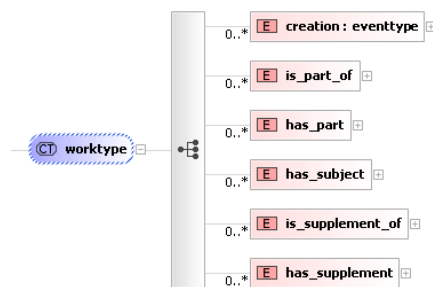 E creation : eventtype
0..*
E is_part_of
0..*
E has_part
0..*
CT worktype
E has_subject
0..*
E is_supplement_of
0..*
E has_supplement
0..*